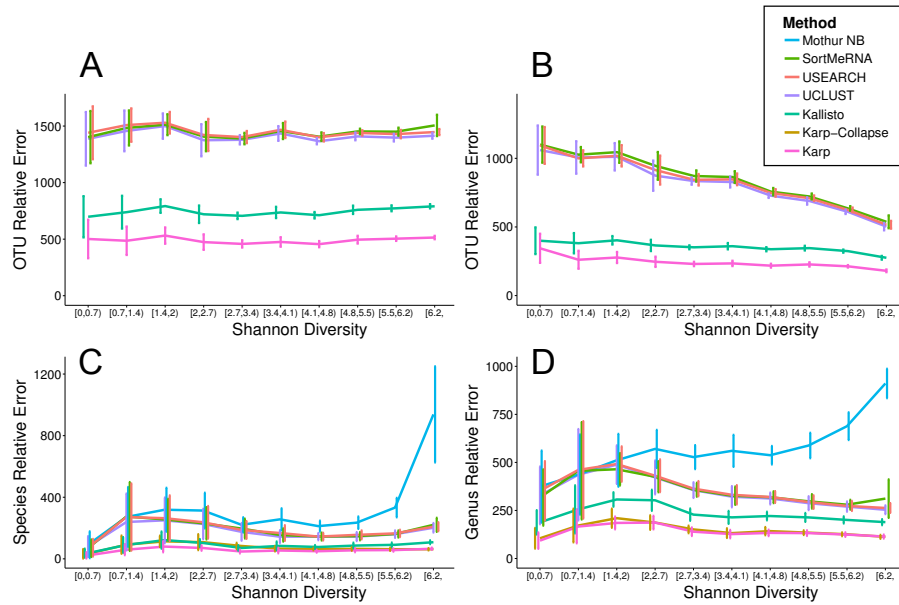 Method
Mothur NB
SortMeRNA
USEARCH
UCLUST
Kallisto
Karp−Collapse
Karp
A
OTU Relative Error
1500
1000
500
0
[0,0.7)
[0.7,1.4)
[1.4,2)
[2,2.7)
[2.7,3.4)
[3.4,4.1)
[4.1,4.8)
[4.8,5.5)
[5.5,6.2)
[6.2,
Shannon Diversity
B
OTU Relative Error
1000
500
0
[0,0.7)
[0.7,1.4)
[1.4,2)
[2,2.7)
[2.7,3.4)
[3.4,4.1)
[4.1,4.8)
[4.8,5.5)
[5.5,6.2)
[6.2,
Shannon Diversity
C
Species Relative Error
1200
800
400
0
[0,0.7)
[0.7,1.4)
[1.4,2)
[2,2.7)
[2.7,3.4)
[3.4,4.1)
[4.1,4.8)
[4.8,5.5)
[5.5,6.2)
[6.2,
Shannon Diversity
D
Genus Relative Error
1000
750
500
250
0
[0,0.7)
[0.7,1.4)
[1.4,2)
[2,2.7)
[2.7,3.4)
[3.4,4.1)
[4.1,4.8)
[4.8,5.5)
[5.5,6.2)
[6.2,
Shannon Diversity